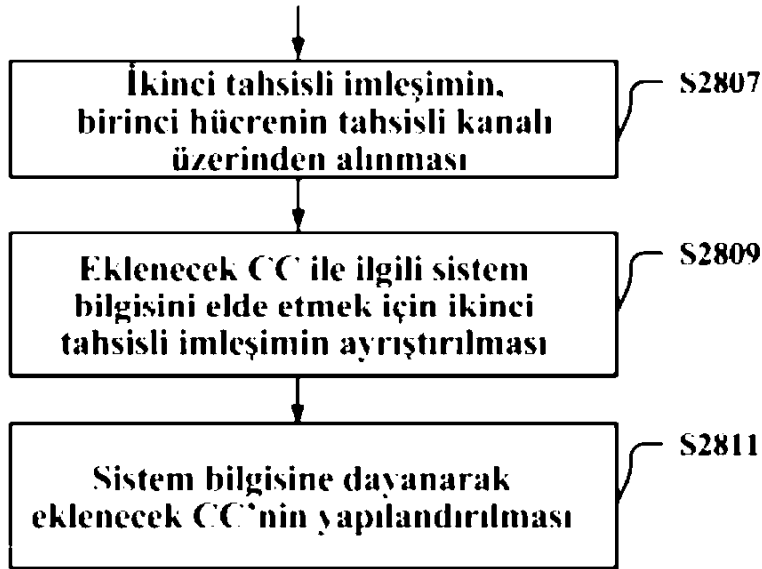 İkinci tahsisli imleşimin,
birinci hücrenin tahsisli kanalı
üzerinden alınması
S2807
Eklenecek CC ile ilgili sistem
bilgisini elde etmek için ikinci
tahsisli imleşimin ayrıştırılması
S2809
Sistem bilgisine dayanarak
eklenecek CC'nin yapılandırılması
S2811